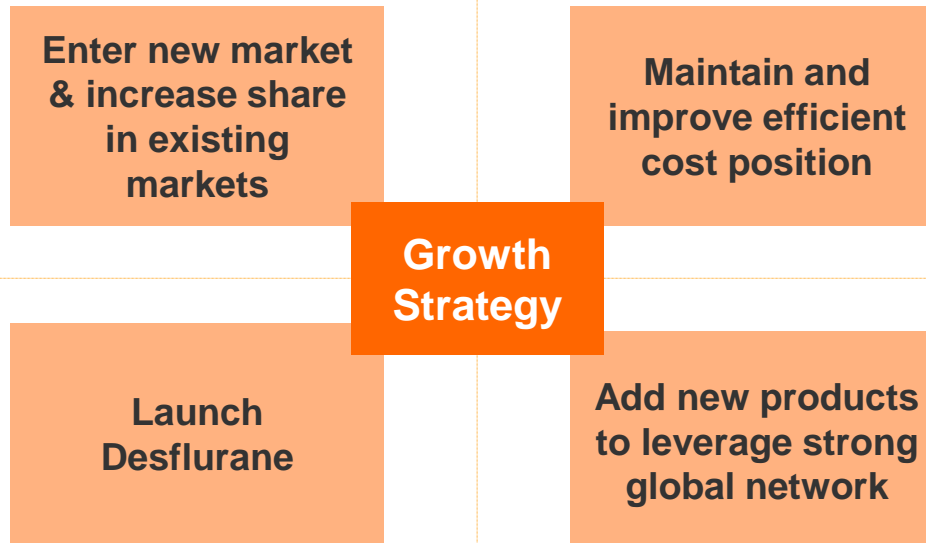 Enter new market
& increase share
in existing
markets
Maintain and
improve efficient
cost position
Growth
Strategy
Launch
Desflurane
Add new products
to leverage strong
global network